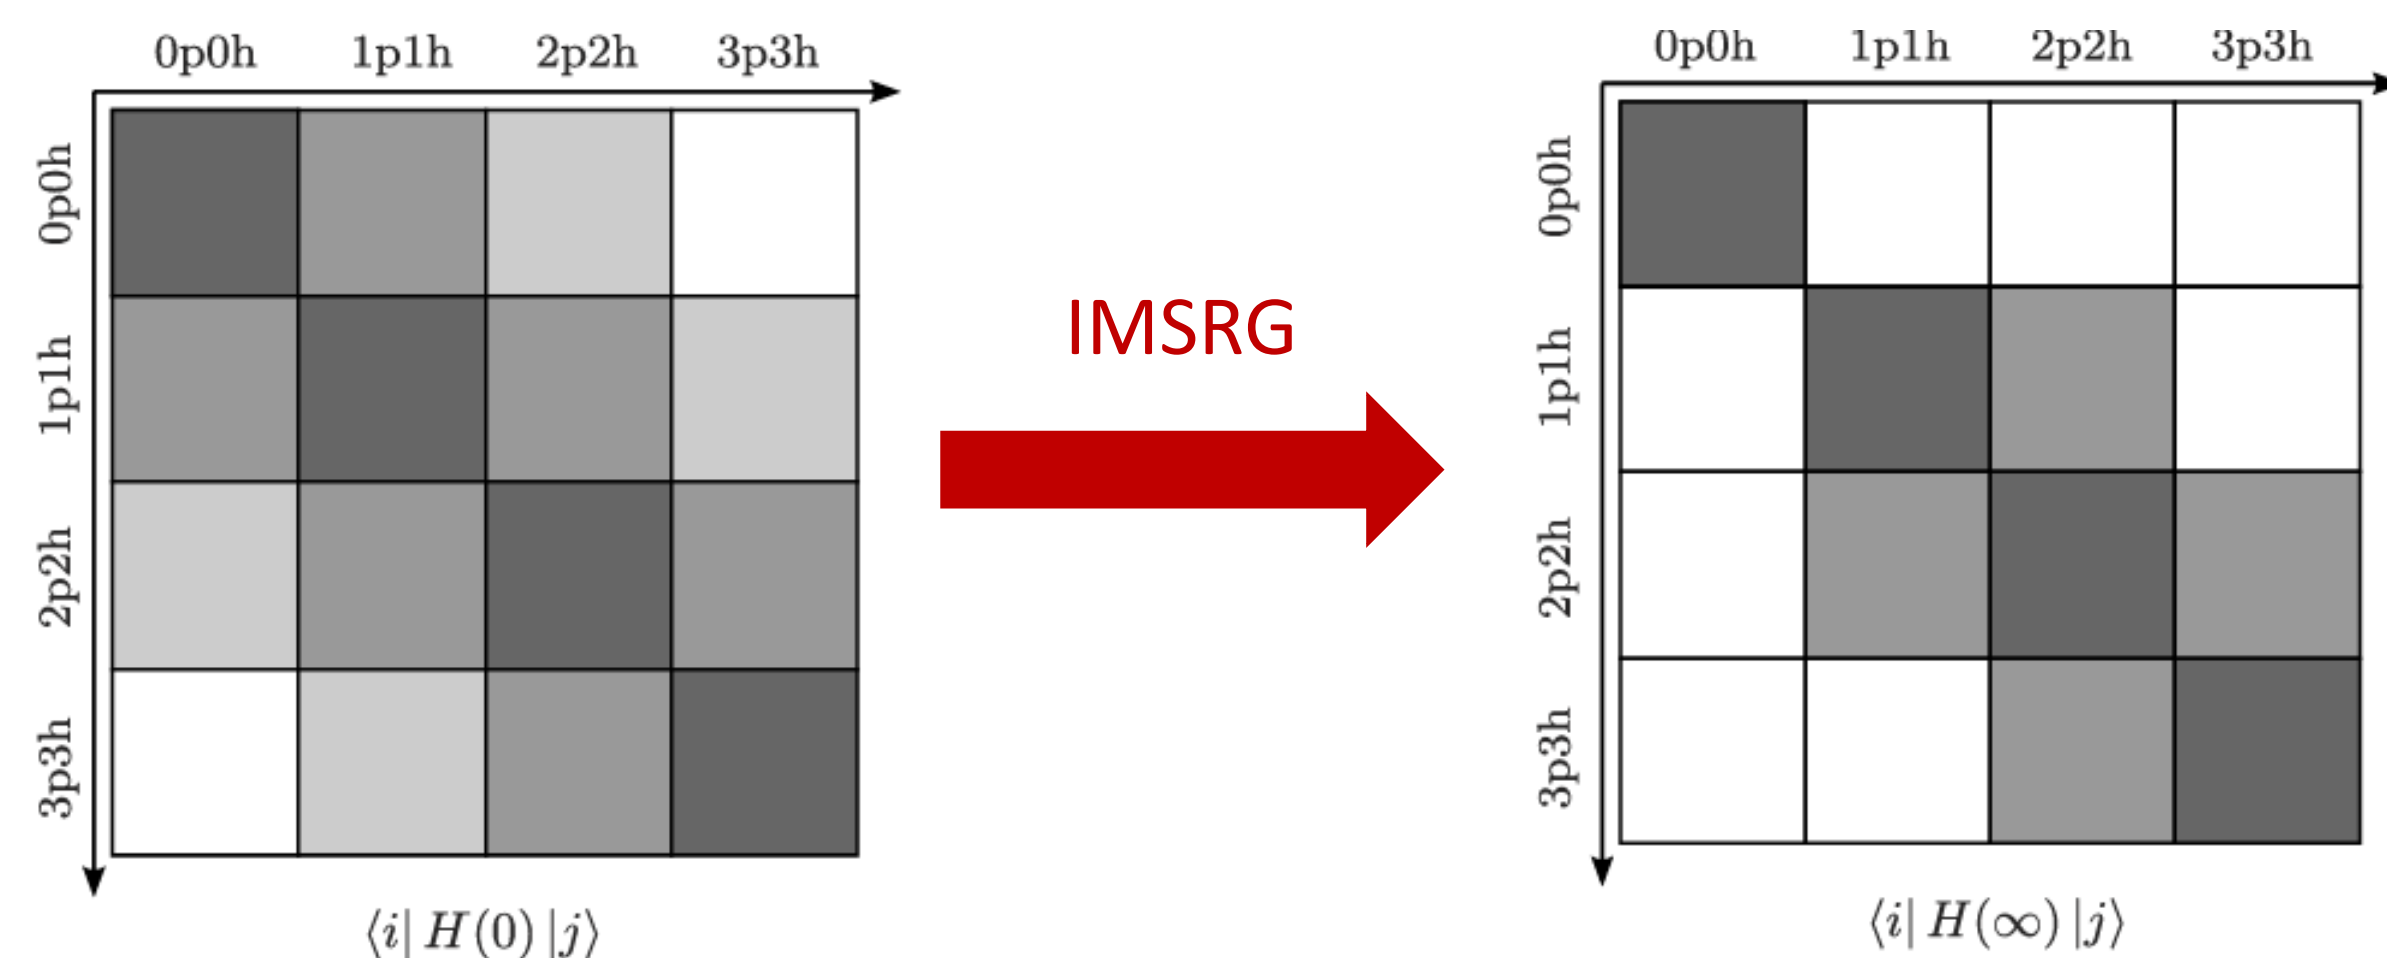 0p0h 1p1h 2p2h 3p3h
0p0h
1p1h
2p2h
3p3h
⟨i| H(0) |j⟩
IMSRG
0p0h 1p1h 2p2h 3p3h
0p0h
1p1h
2p2h
3p3h
⟨i| H(∞) |j⟩